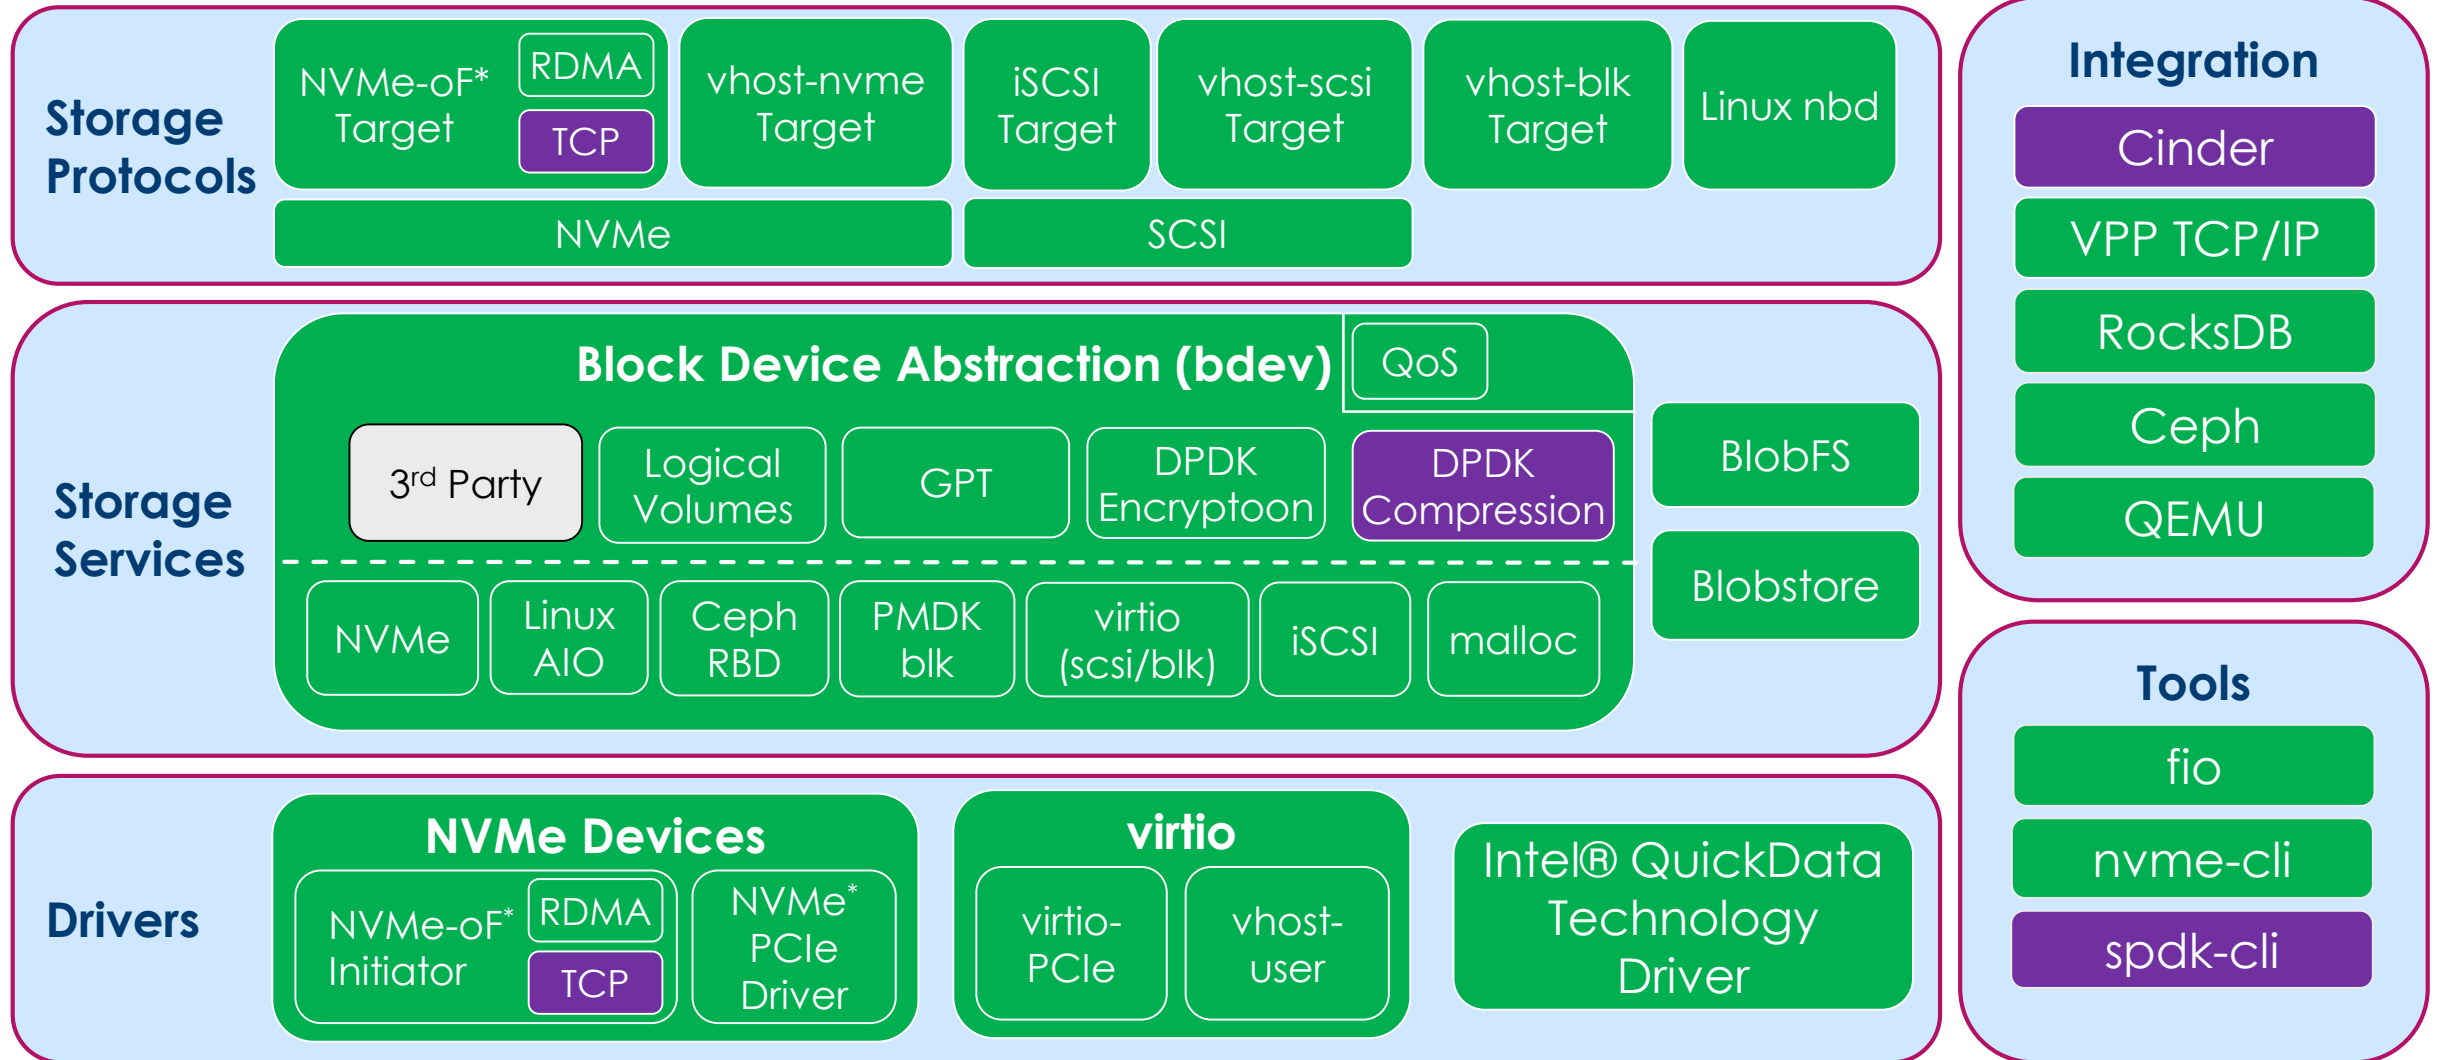 Storage
Protocols
NVMe-oF*
Target
RDMA
TCP
vhost-nvme
Target
iSCSI
Target
vhost-scsi
Target
vhost-blk
Target
Linux nbd
NVMe
SCSI
Storage
Services
Block Device Abstraction (bdev)
QoS
3rd Party
Logical
Volumes
GPT
DPDK
Encryptoon
DPDK
Compression
NVMe
Linux
AIO
Ceph
RBD
PMDK
blk
virtio
(scsi/blk)
iSCSI
malloc
BlobFS
Blobstore
Drivers
NVMe Devices
NVMe-oF*
Initiator
RDMA
TCP
NVMe*
PCIe
Driver
virtio
virtio-
PCIe
vhost-
user
Intel® QuickData
Technology
Driver
Integration
Cinder
VPP TCP/IP
RocksDB
Ceph
QEMU
Tools
fio
nvme-cli
spdk-cli